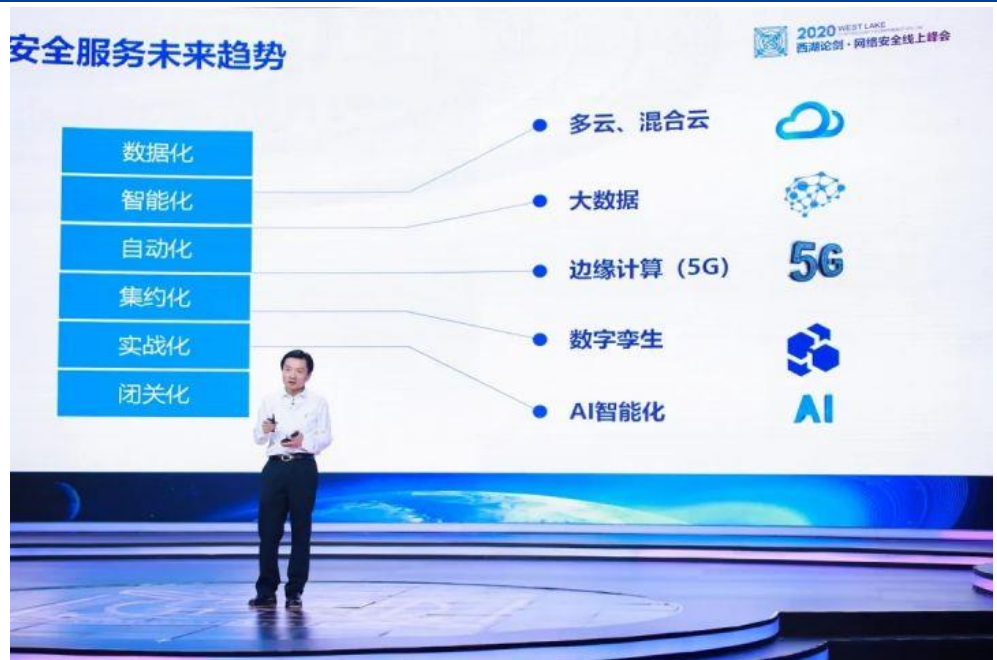 安全服务未来趋势
2020 WEST LAKE
西湖论剑·网络安全线上峰会
数据化
智能化
自动化
集约化
实战化
闭关化
多云、混合云
大数据
边缘计算（5G）
5G
数字孪生
AI智能化
AI